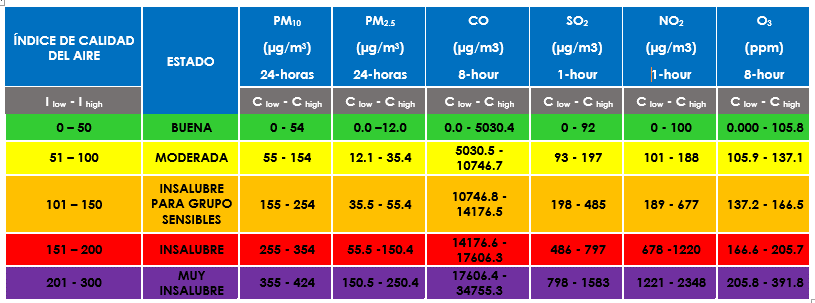 ÍNDICE DE CALIDAD DEL AIRE | ESTADO | PM10 (µg/m³) 24-horas | PM2.5 (µg/m³) 24-horas | CO (µg/m3) 8-hour | SO2 (µg/m3) 1-hour | NO2 (µg/m3) 1-hour | O3 (ppm) 8-hour
I low - I high | C low - C high | C low - C high | C low - C high | C low - C high | C low - C high | C low - C high
0 – 50 | BUENA | 0 - 54 | 0.0 –12.0 | 0.0 - 5030.4 | 0 - 92 | 0 - 100 | 0.000 - 105.8
51 – 100 | MODERADA | 55 - 154 | 12.1 - 35.4 | 5030.5 - 10746.7 | 93 - 197 | 101 - 188 | 105.9 - 137.1
101 – 150 | INSALUBRE PARA GRUPO SENSIBLES | 155 - 254 | 35.5 - 55.4 | 10746.8 - 14176.5 | 198 - 485 | 189 - 677 | 137.2 - 166.5
151 – 200 | INSALUBRE | 255 - 354 | 55.5 -150.4 | 14176.6 - 17606.3 | 486 - 797 | 678 -1220 | 166.6 - 205.7
201 - 300 | MUY INSALUBRE | 355 - 424 | 150.5 - 250.4 | 17606.4 - 34755.3 | 798 - 1583 | 1221 - 2348 | 205.8 - 391.8